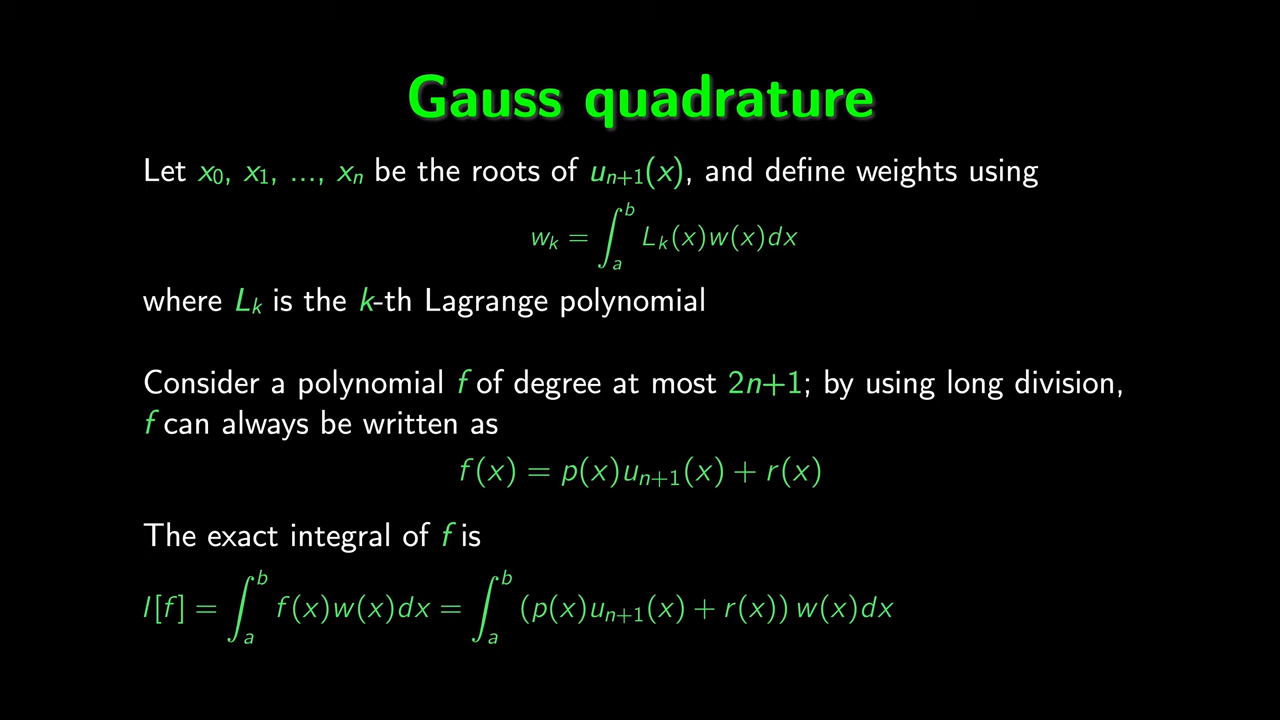 Gauss quadrature
Let x₀, x₁, ..., xₙ be the roots of uₙ₊₁(x), and define weights using
wₖ = ∫ₐᵇ Lₖ(x)w(x)dx
where Lₖ is the k-th Lagrange polynomial
Consider a polynomial f of degree at most 2n+1; by using long division,
f can always be written as
f(x) = p(x)uₙ₊₁(x) + r(x)
The exact integral of f is
I[f] = ∫ₐᵇ f(x)w(x)dx = ∫ₐᵇ (p(x)uₙ₊₁(x) + r(x)) w(x)dx